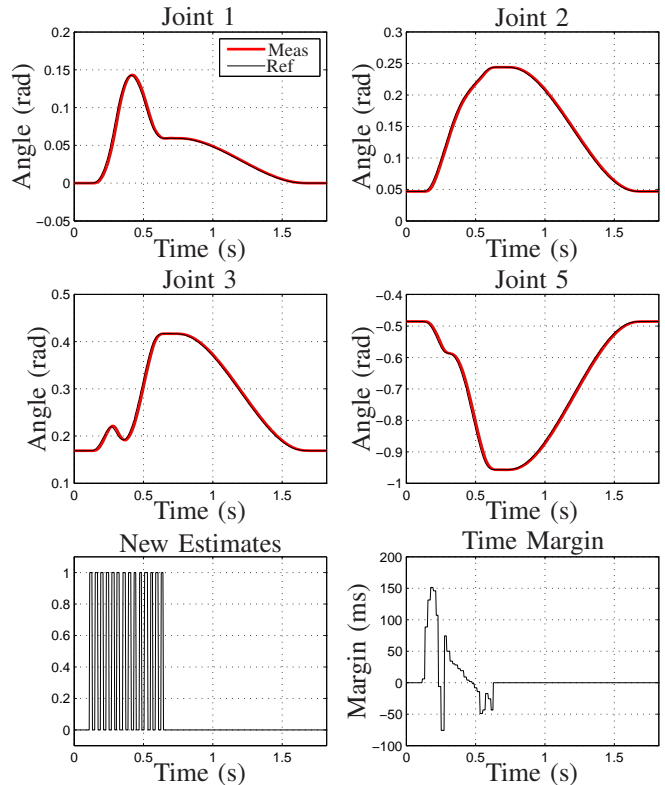 Joint 1
Joint 2
0.2
0.15
0.1
0.05
0
−0.05
Angle (rad)
Meas
Ref
0 0.5 1 1.5
Time (s)
0.3
0.25
0.2
0.15
0.1
0.05
0
Angle (rad)
0 0.5 1 1.5
Time (s)
Joint 3
Joint 5
0.5
0.4
0.3
0.2
0.1
Angle (rad)
0 0.5 1 1.5
Time (s)
−0.4
−0.5
−0.6
−0.7
−0.8
−0.9
−1
Angle (rad)
0 0.5 1 1.5
Time (s)
New Estimates
Time Margin
1
0.8
0.6
0.4
0.2
0
0 0.5 1 1.5
Time (s)
200
150
100
50
0
−50
−100
Margin (ms)
0 0.5 1 1.5
Time (s)